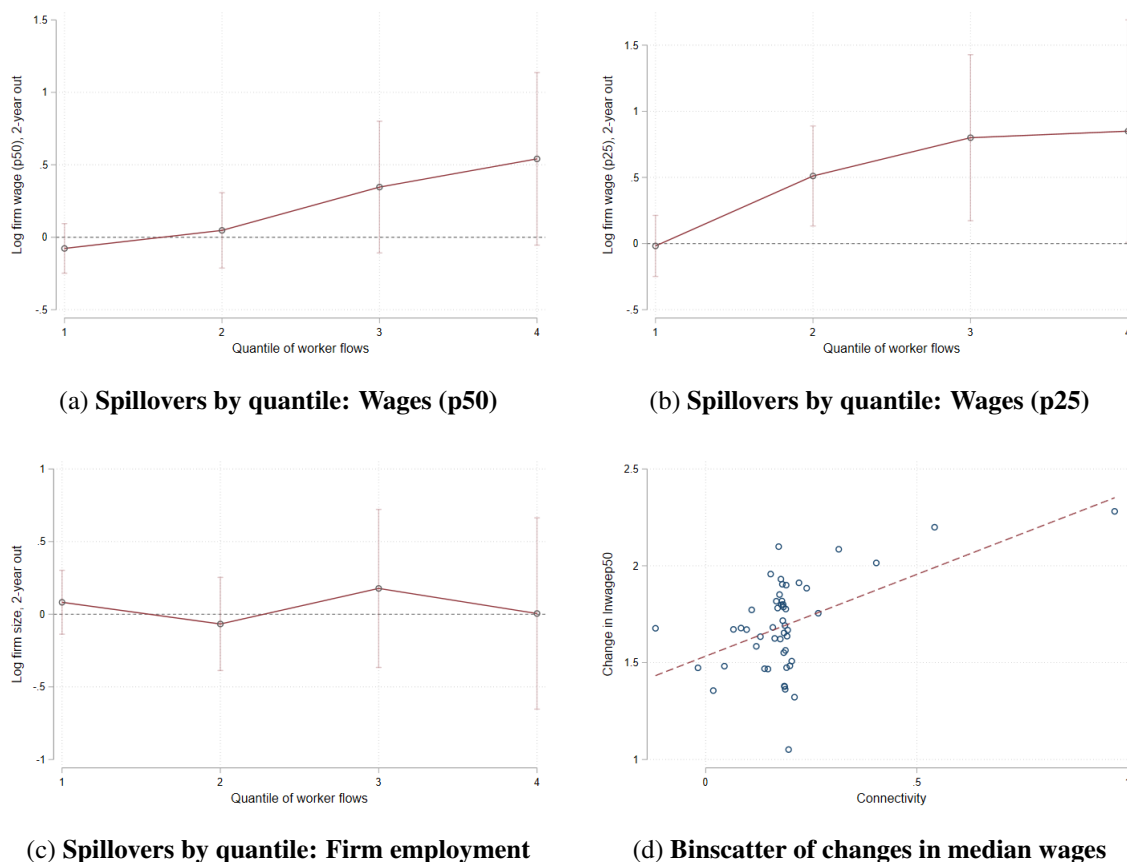 1.5
1
.5
0
-.5
Log firm wage (p50), 2-year out
1
2
3
4
Quantile of worker flows
(a) Spillovers by quantile: Wages (p50)
1.5
1
.5
0
-.5
Log firm wage (p25), 2-year out
1
2
3
4
Quantile of worker flows
(b) Spillovers by quantile: Wages (p25)
1
.5
0
-.5
-1
Log firm size, 2-year out
1
2
3
4
Quantile of worker flows
(c) Spillovers by quantile: Firm employment
2.5
2
1.5
1
Change in lnwagep50
0
.5
1
Connectivity
(d) Binscatter of changes in median wages